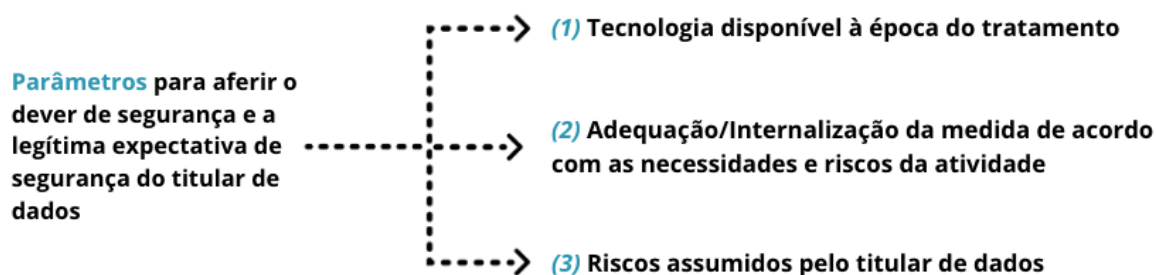 Parâmetros para aferir o
dever de segurança e a
legítima expectativa de
segurança do titular de
dados
(1) Tecnologia disponível à época do tratamento
(2) Adequação/Internalização da medida de acordo
com as necessidades e riscos da atividade
(3) Riscos assumidos pelo titular de dados